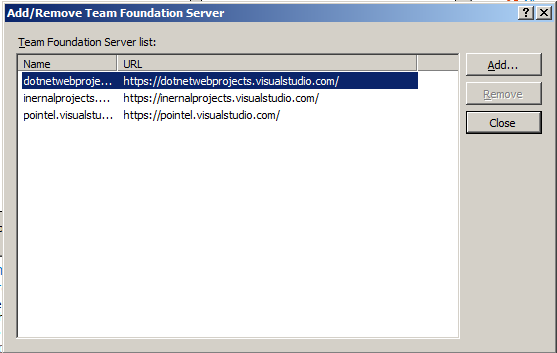 Add/Remove Team Foundation Server
Team Foundation Server list:
Name URL
dotnetwebproje... https://dotnetwebprojects.visualstudio.com/
inernalprojects.... https://inernalprojects.visualstudio.com/
pointel.visualstu... https://pointel.visualstudio.com/
Add...
Remove
Close